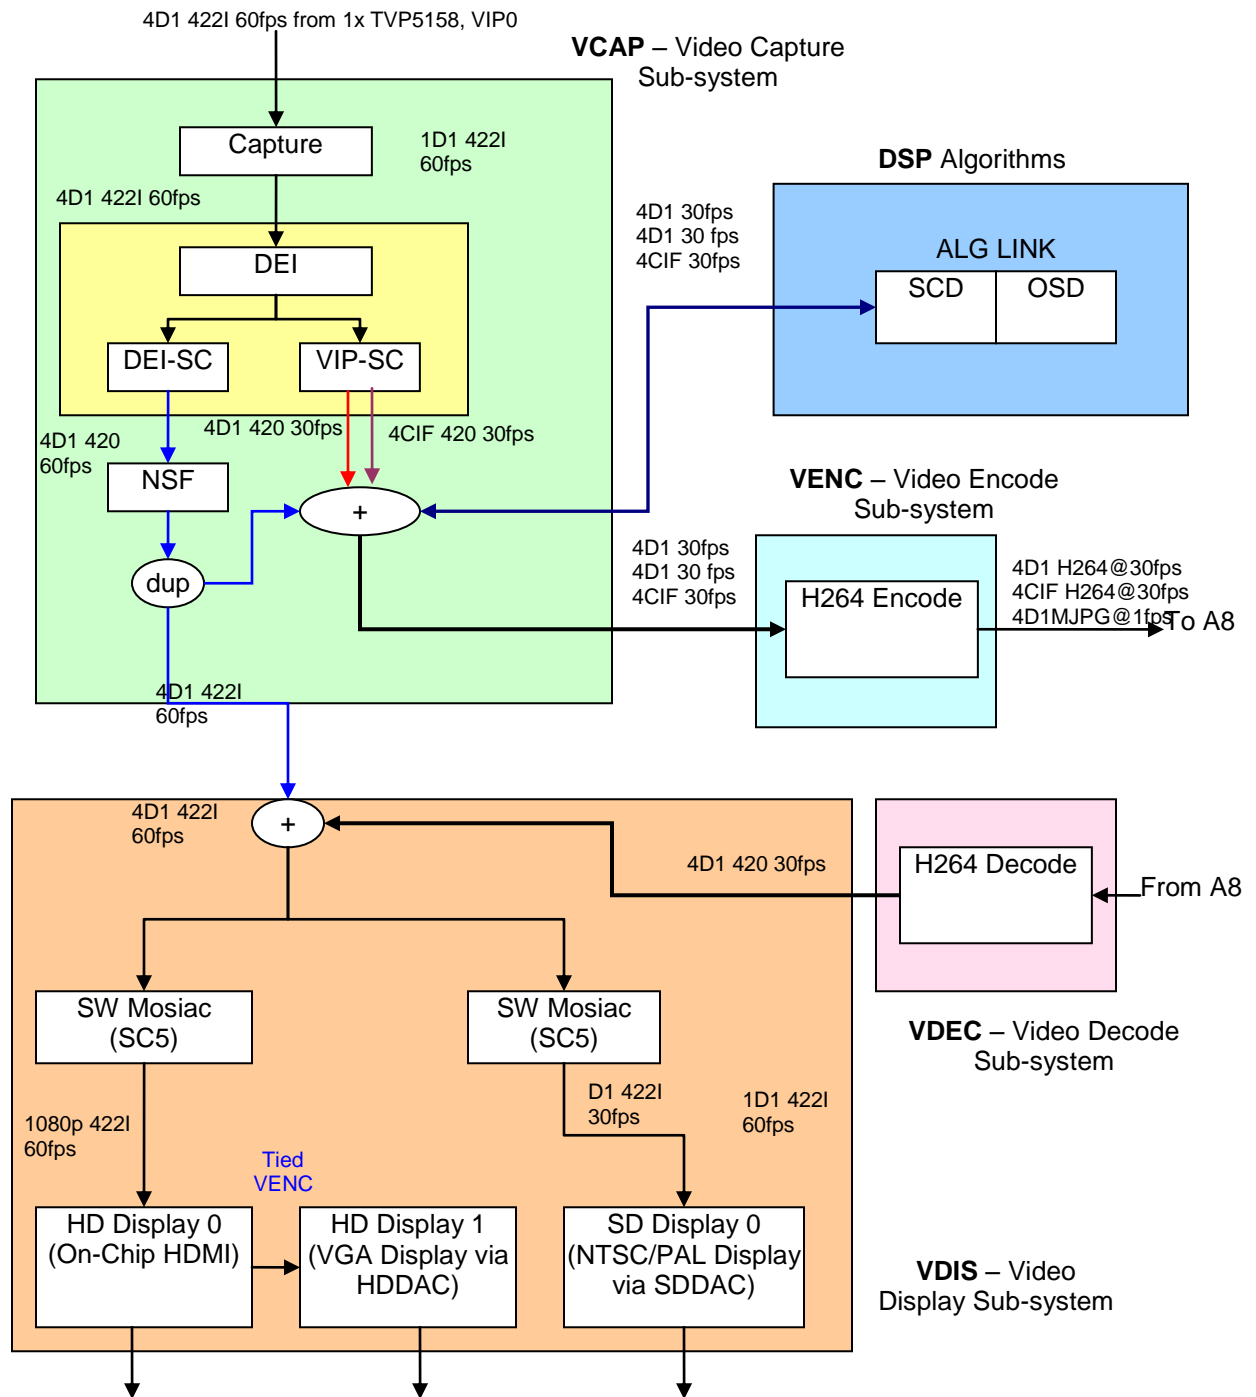 4D1 422I 60fps from 1x TVP5158, VIP0
VCAP – Video Capture
Sub-system
Capture
1D1 422I
60fps
4D1 422I 60fps
DEI
DEI-SC
VIP-SC
4D1 420
60fps
4D1 420 30fps
4CIF 420 30fps
NSF
+
dup
4D1 422I
60fps
DSP Algorithms
4D1 30fps
4D1 30 fps
4CIF 30fps
ALG LINK
SCD
OSD
VENC – Video Encode
Sub-system
4D1 30fps
4D1 30 fps
4CIF 30fps
H264 Encode
4D1 H264@30fps
4CIF H264@30fps
4D1MJPG@1fps
To A8
4D1 422I
60fps
+
4D1 420 30fps
H264 Decode
From A8
VDEC – Video Decode
Sub-system
SW Mosiac
(SC5)
SW Mosiac
(SC5)
1080p 422I
60fps
D1 422I
30fps
1D1 422I
60fps
Tied
VENC
HD Display 0
(On-Chip HDMI)
HD Display 1
(VGA Display via
HDDAC)
SD Display 0
(NTSC/PAL Display
via SDDAC)
VDIS – Video
Display Sub-system